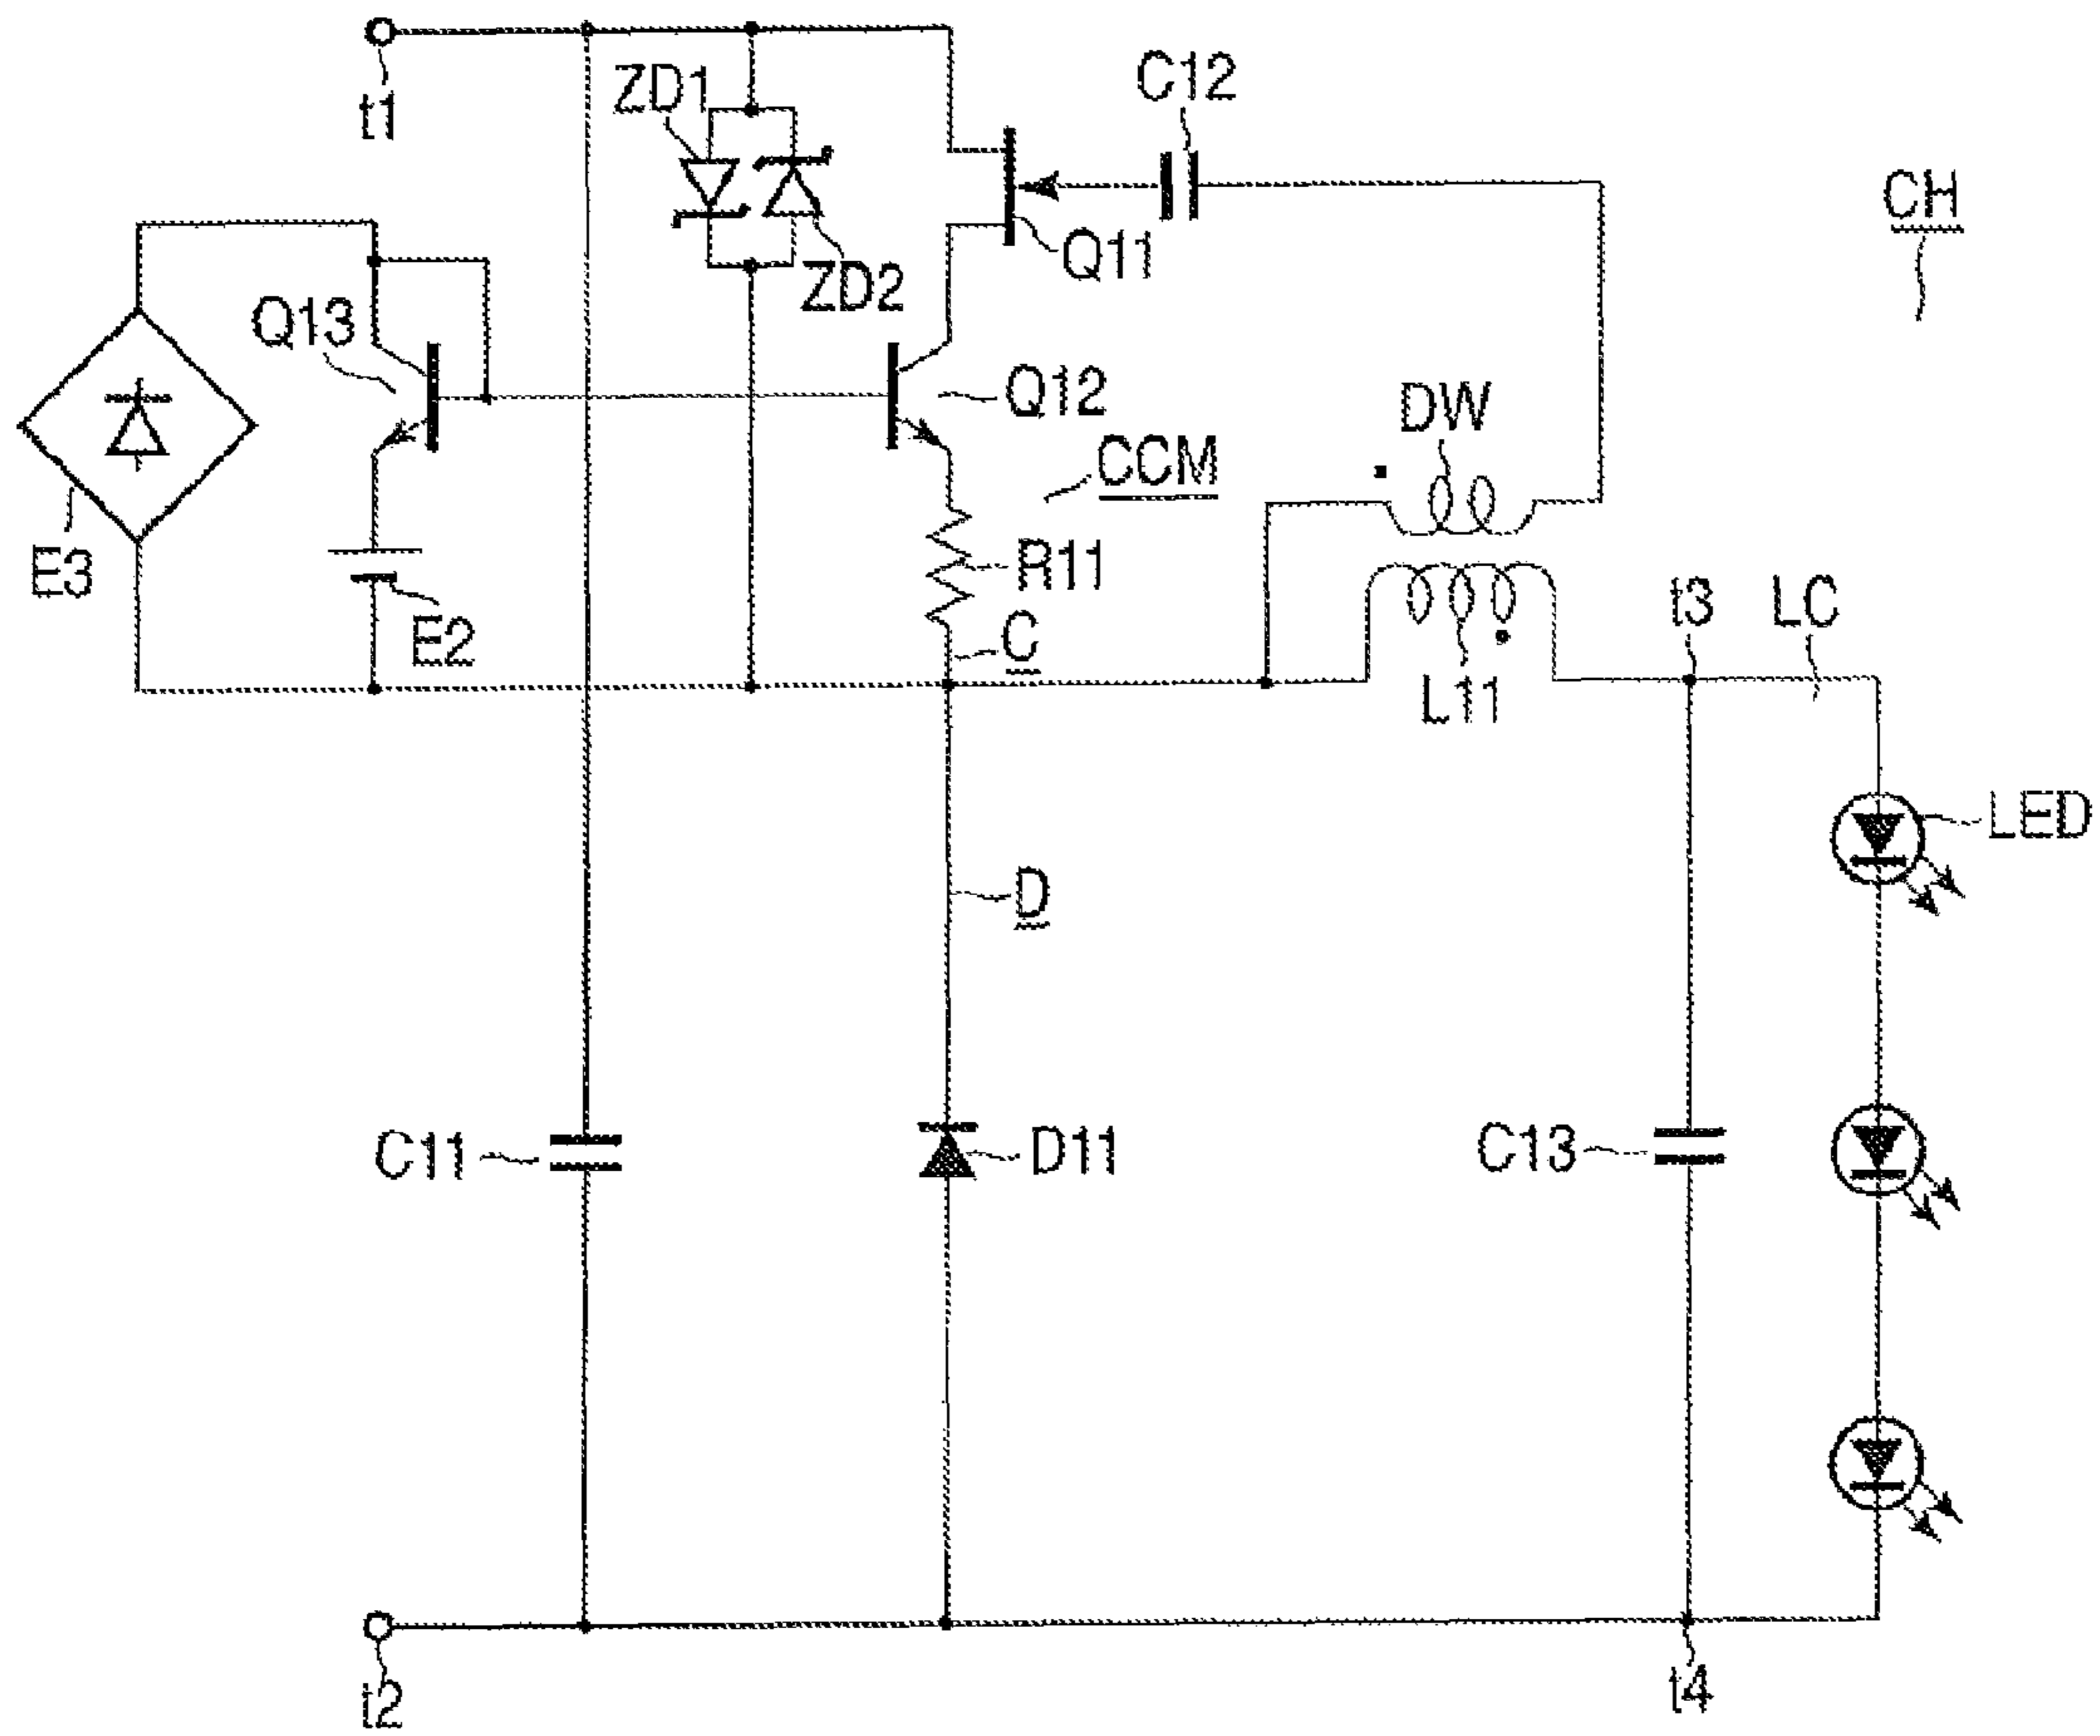 t1
ZD1
C12
CH
Q11
ZD2
Q13
Q12
DW
CCM
E3
R11
E2
C
t3
LC
L11
LED
D
C11
D11
C13
t2
t4